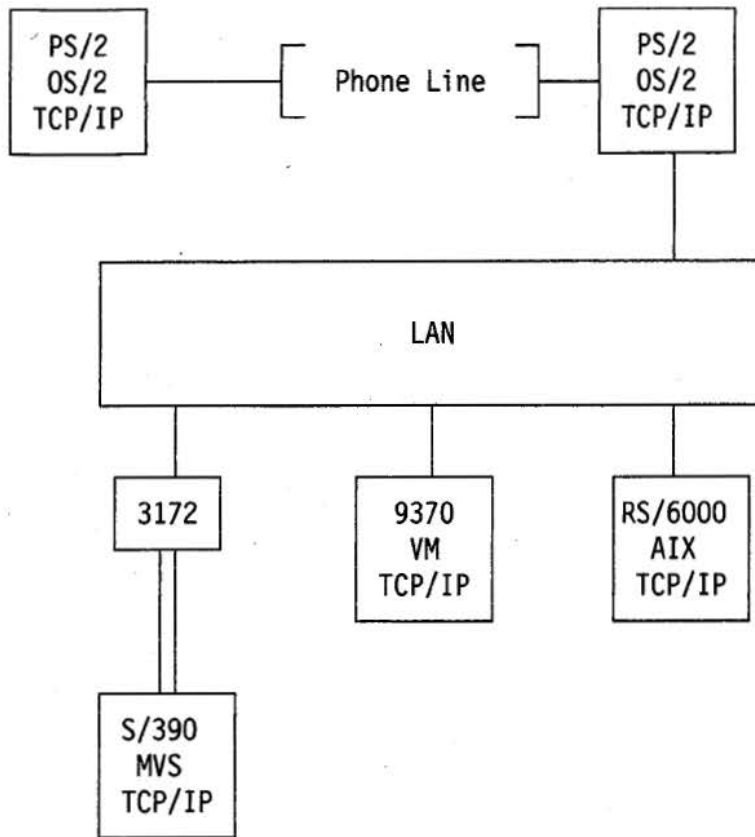 PS/2
OS/2
TCP/IP
Phone Line
PS/2
OS/2
TCP/IP
LAN
3172
9370
VM
TCP/IP
RS/6000
AIX
TCP/IP
S/390
MVS
TCP/IP